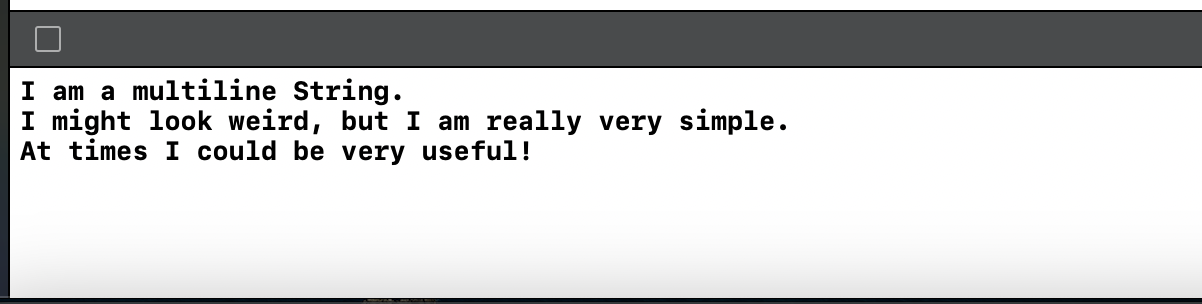 I am a multiline String.
I might look weird, but I am really very simple.
At times I could be very useful!